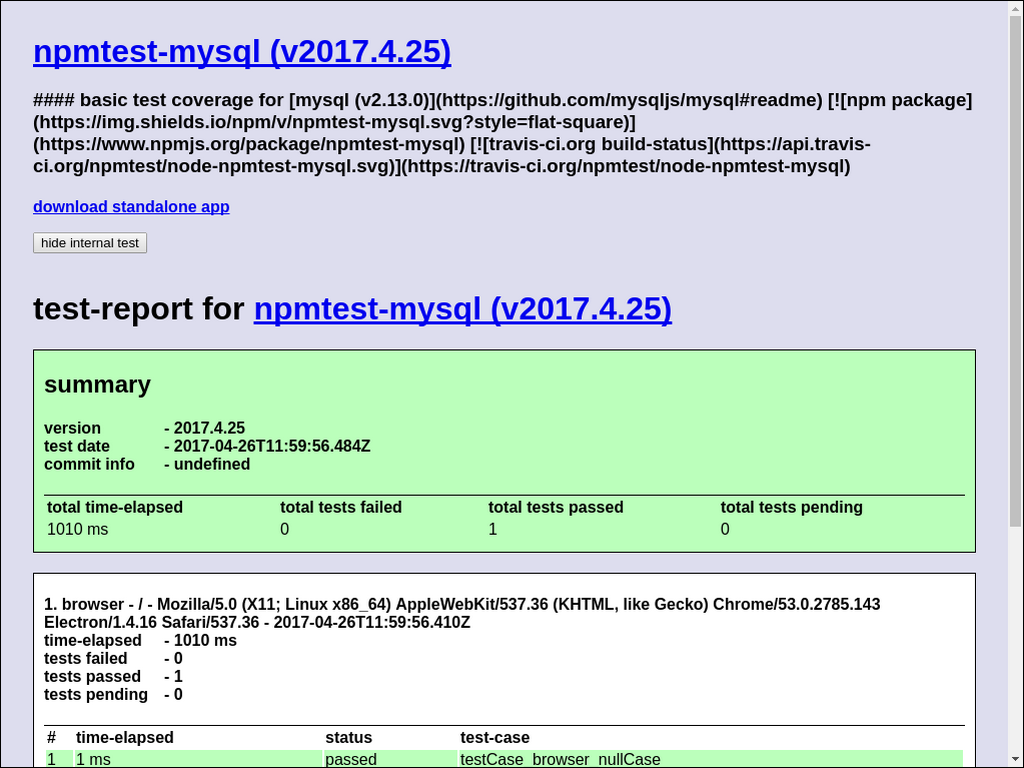 npmtest-mysql (v2017.4.25)
#### basic test coverage for [mysql (v2.13.0)](https://github.com/mysqljs/mysql#readme) [![npm package]
(https://img.shields.io/npm/v/npmtest-mysql.svg?style=flat-square)]
(https://www.npmjs.org/package/npmtest-mysql) [![travis-ci.org build-status](https://api.travis-
ci.org/npmtest/node-npmtest-mysql.svg)](https://travis-ci.org/npmtest/node-npmtest-mysql)
download standalone app
hide internal test
test-report for npmtest-mysql (v2017.4.25)
summary
version - 2017.4.25
test date - 2017-04-26T11:59:56.484Z
commit info - undefined
total time-elapsed total tests failed total tests passed total tests pending
1010 ms 0 1 0
1. browser - / - Mozilla/5.0 (X11; Linux x86_64) AppleWebKit/537.36 (KHTML, like Gecko) Chrome/53.0.2785.143
Electron/1.4.16 Safari/537.36 - 2017-04-26T11:59:56.410Z
time-elapsed - 1010 ms
tests failed - 0
tests passed - 1
tests pending - 0
# time-elapsed status test-case
1 1 ms passed testCase_browser_nullCase